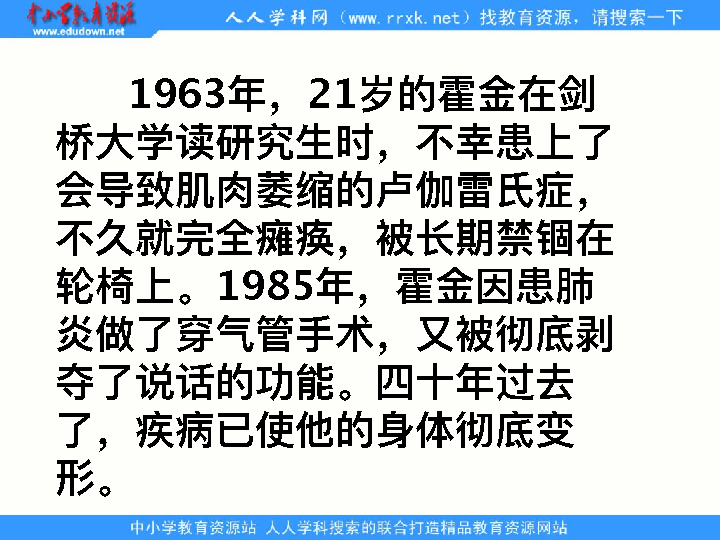 中小学教育资源
www.edudown.net
人人学科网（www.rrxk.net）找教育资源，请搜索一下
1963年，21岁的霍金在剑
桥大学读研究生时，不幸患上了
会导致肌肉萎缩的卢伽雷氏症，
不久就完全瘫痪，被长期禁锢在
轮椅上。1985年，霍金因患肺
炎做了穿气管手术，又被彻底剥
夺了说话的功能。四十年过去
了，疾病已使他的身体彻底变
形。
中小学教育资源站 人人学科搜索的联合打造精品教育资源网站